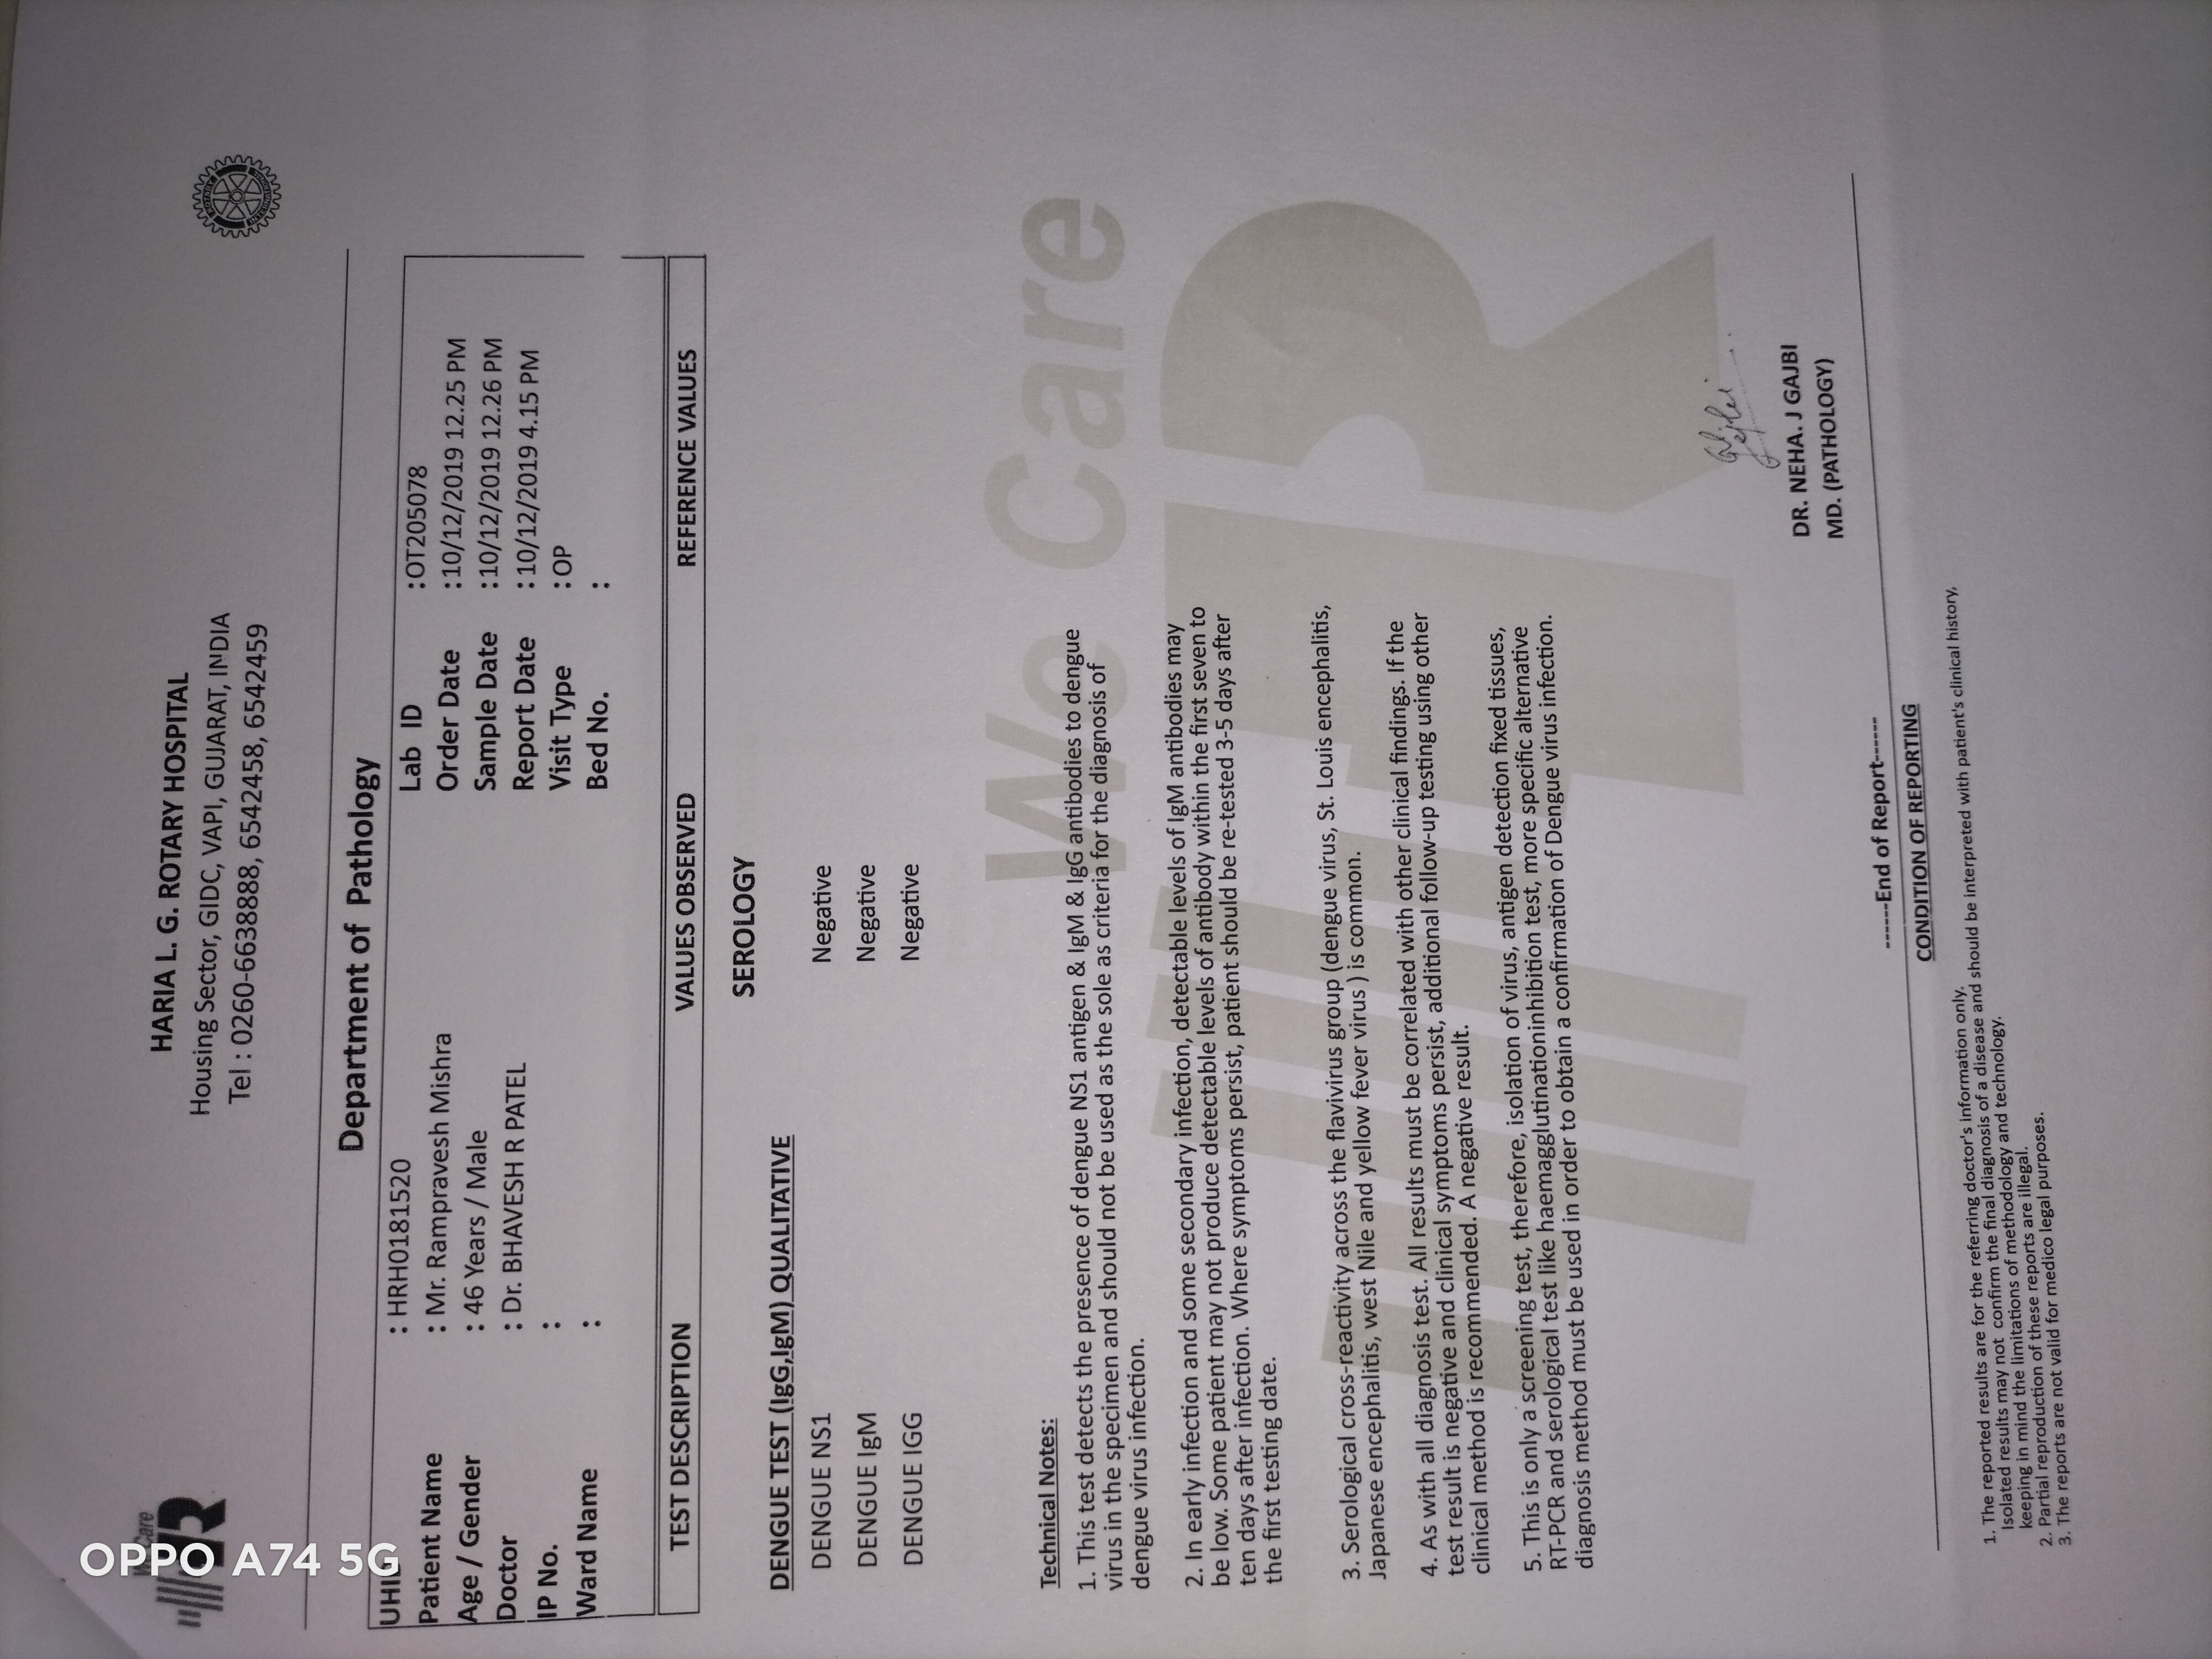 We Care
HARIA L. G. ROTARY HOSPITAL
Housing Sector, GIDC, VAPI, GUJARAT, INDIA
Tel : 0260-6638888, 6542458, 6542459
ROTARY INTERNATIONAL
Department of Pathology
UHID : HRH0181520 Lab ID :OT205078
Patient Name : Mr. Rampravesh Mishra Order Date :10/12/2019 12.25 PM
Age / Gender : 46 Years / Male Sample Date :10/12/2019 12.26 PM
Doctor : Dr. BHAVESH R PATEL Report Date :10/12/2019 4.15 PM
IP No. : Visit Type :OP
Ward Name : Bed No. :
TEST DESCRIPTION VALUES OBSERVED REFERENCE VALUES
SEROLOGY
DENGUE TEST (IgG,IgM) QUALITATIVE
DENGUE NS1 Negative
DENGUE IgM Negative
DENGUE IGG Negative
We Care
Technical Notes:
1. This test detects the presence of dengue NS1 antigen & IgM & IgG antibodies to dengue
virus in the specimen and should not be used as the sole as criteria for the diagnosis of
dengue virus infection.
2. In early infection and some secondary infection, detectable levels of IgM antibodies may
be low. Some patient may not produce detectable levels of antibody within the first seven to
ten days after infection. Where symptoms persist, patient should be re-tested 3-5 days after
the first testing date.
3. Serological cross-reactivity across the flavivirus group (dengue virus, St. Louis encephalitis,
Japanese encephalitis, west Nile and yellow fever virus ) is common.
4. As with all diagnosis test. All results must be correlated with other clinical findings. If the
test result is negative and clinical symptoms persist, additional follow-up testing using other
clinical method is recommended. A negative result.
5. This is only a screening test, therefore, isolation of virus, antigen detection fixed tissues,
RT-PCR and serological test like haemagglutinationinhibition test, more specific alternative
diagnosis method must be used in order to obtain a confirmation of Dengue virus infection.
DR. NEHA. J GAJBI
MD. (PATHOLOGY)
------End of Report------
CONDITION OF REPORTING
1. The reported results are for the referring doctor's information only.
Isolated results may not confirm the final diagnosis of a disease and should be interpreted with patient's clinical history,
keeping in mind the limitations of methodology and technology.
2. Partial reproduction of these reports are illegal.
3. The reports are not valid for medico legal purposes.
OPPO A74 5G